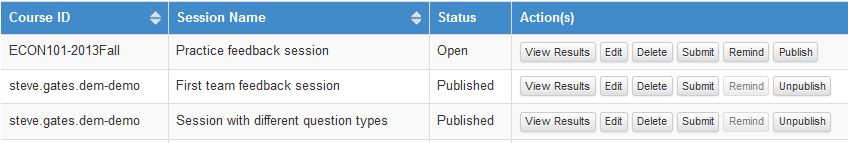 Course ID Session Name Status Action(s)
ECON101-2013Fall Practice feedback session Open View Results Edit Delete Submit Remind Publish
steve.gates.dem-demo First team feedback session Published View Results Edit Delete Submit Remind Unpublish
steve.gates.dem-demo Session with different question types Published View Results Edit Delete Submit Remind Unpublish